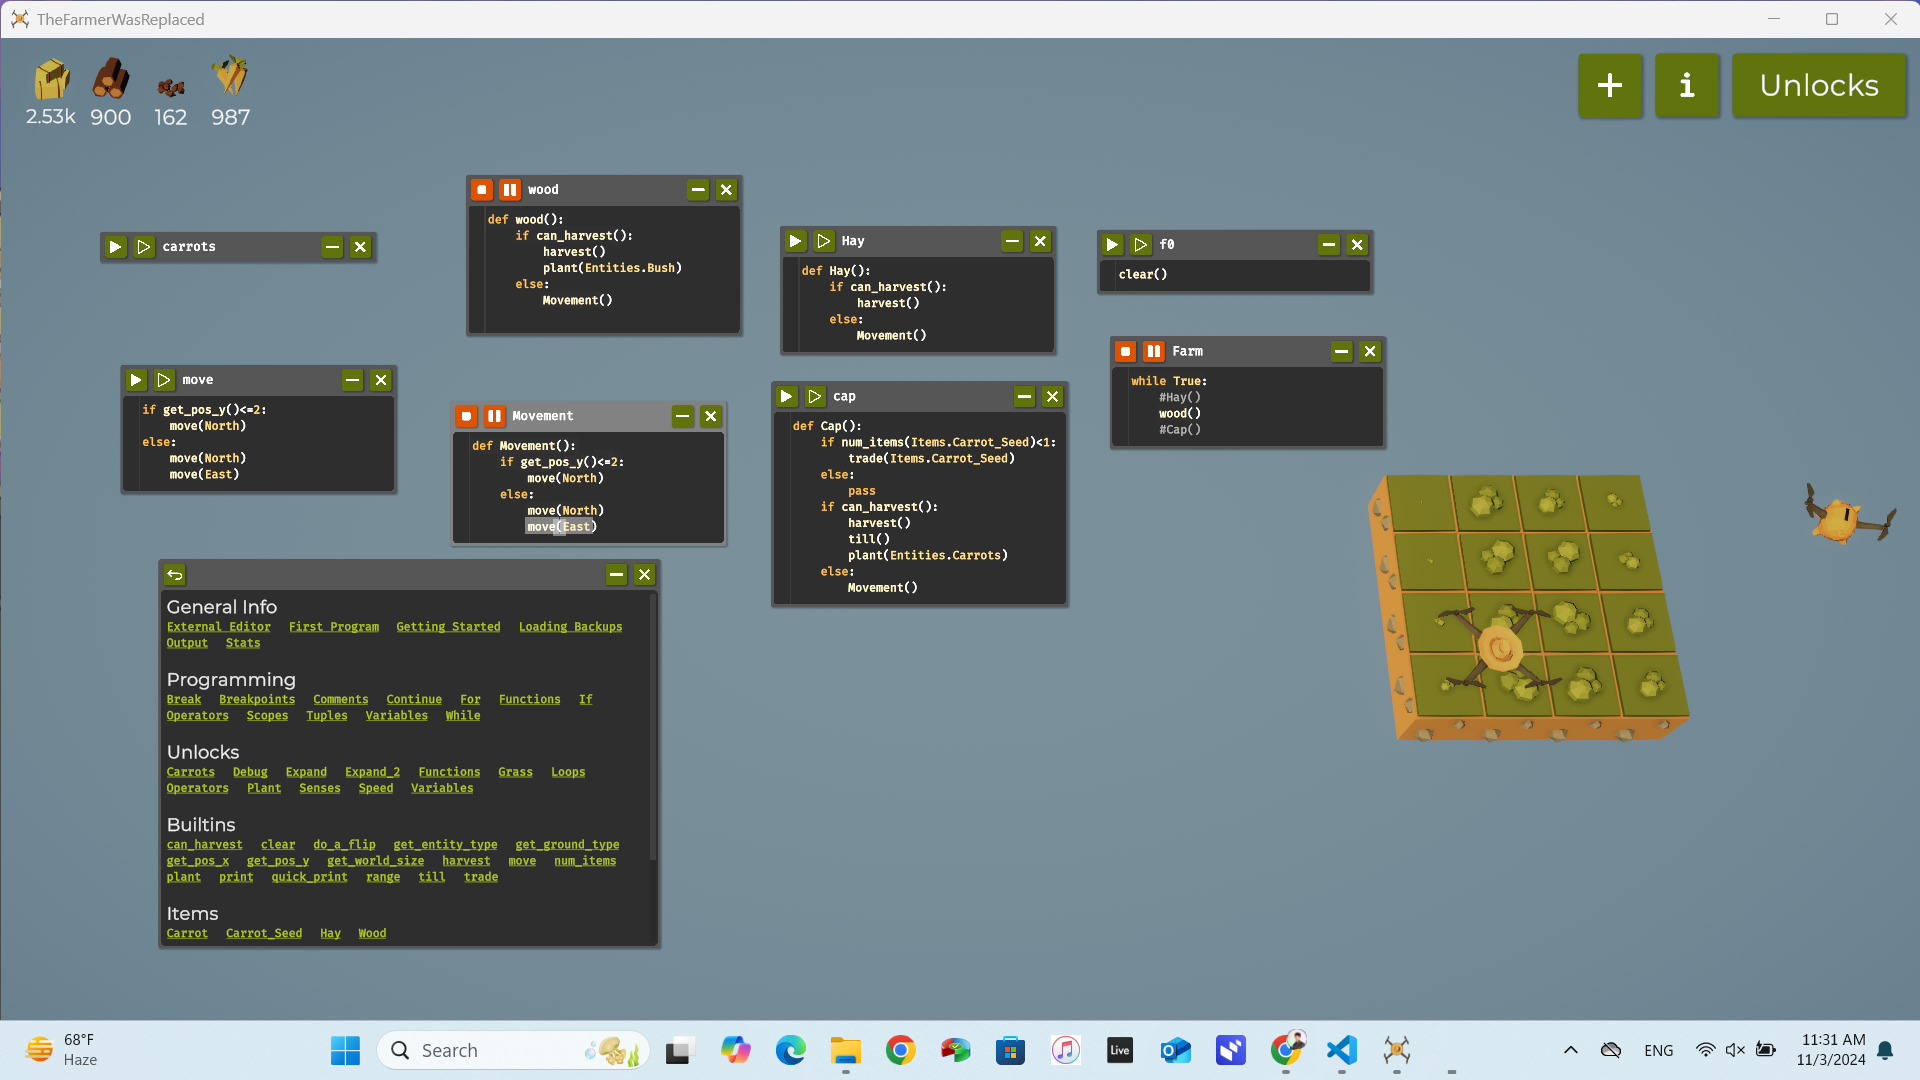 TheFarmerWasReplaced
2.53k 900 162 987
+ i Unlocks
carrots
wood
def wood():
if can_harvest():
harvest()
plant(Entities.Bush)
else:
Movement()
Hay
def Hay():
if can_harvest():
harvest()
else:
Movement()
f0
clear()
Farm
while True:
#Hay()
wood()
#Cap()
move
if get_pos_y()<=2:
move(North)
else:
move(North)
move(East)
Movement
def Movement():
if get_pos_y()<=2:
move(North)
else:
move(North)
move(East)
cap
def Cap():
if num_items(Items.Carrot_Seed)<1:
trade(Items.Carrot_Seed)
else:
pass
if can_harvest():
harvest()
till()
plant(Entities.Carrots)
else:
Movement()
General Info
External Editor First Program Getting Started Loading Backups
Output Stats
Programming
Break Breakpoints Comments Continue For Functions If
Operators Scopes Tuples Variables While
Unlocks
Carrots Debug Expand Expand_2 Functions Grass Loops
Operators Plant Senses Speed Variables
Builtins
can_harvest clear do_a_flip get_entity_type get_ground_type
get_pos_x get_pos_y get_world_size harvest move num_items
plant print quick_print range till trade
Items
Carrot Carrot_Seed Hay Wood
68°F
Haze
Search
Live
ENG
11:31 AM
11/3/2024